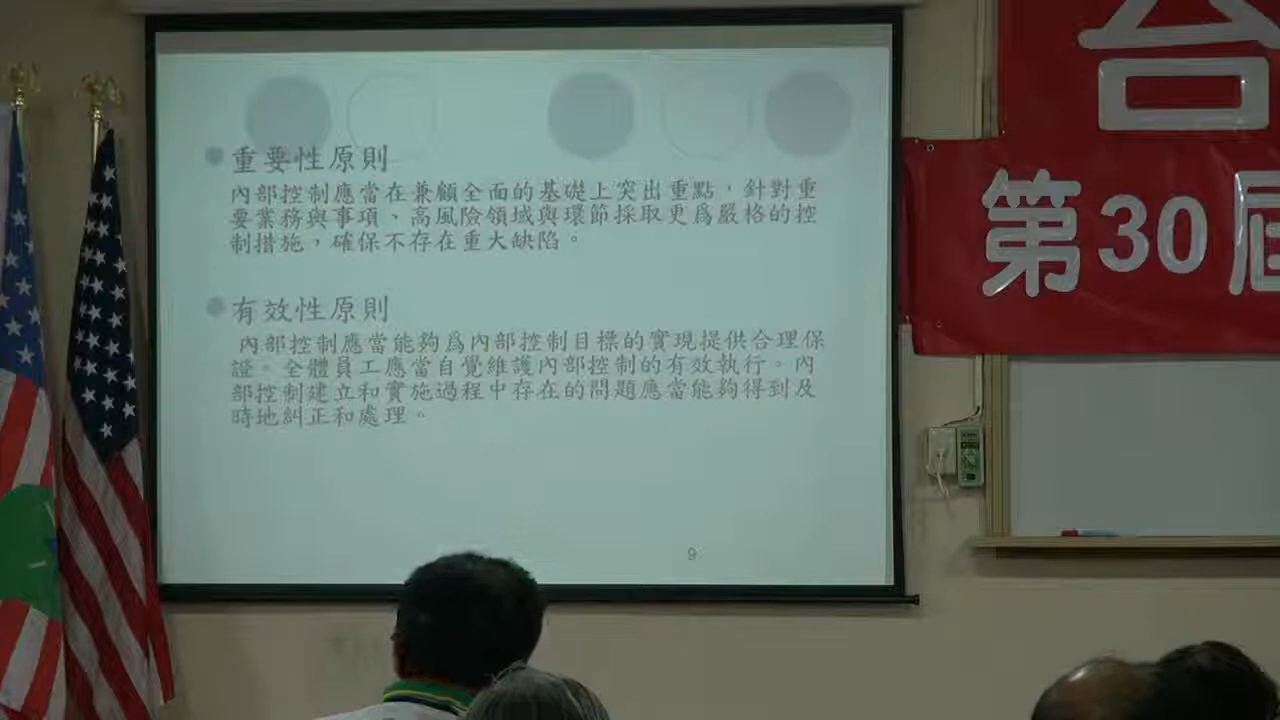 重要性原則
內部控制應當在兼顧全面的基礎上突出重點，針對重
要業務與事項、高風險領域與環節採取更爲嚴格的控
制措施，確保不存在重大缺陷。
有效性原則
內部控制應當能夠爲內部控制目標的實現提供合理保
證。全體員工應當自覺維護內部控制的有效執行。內
部控制建立和實施過程中存在的問題應當能夠得到及
時地糾正和處理。
9
台
第30屆